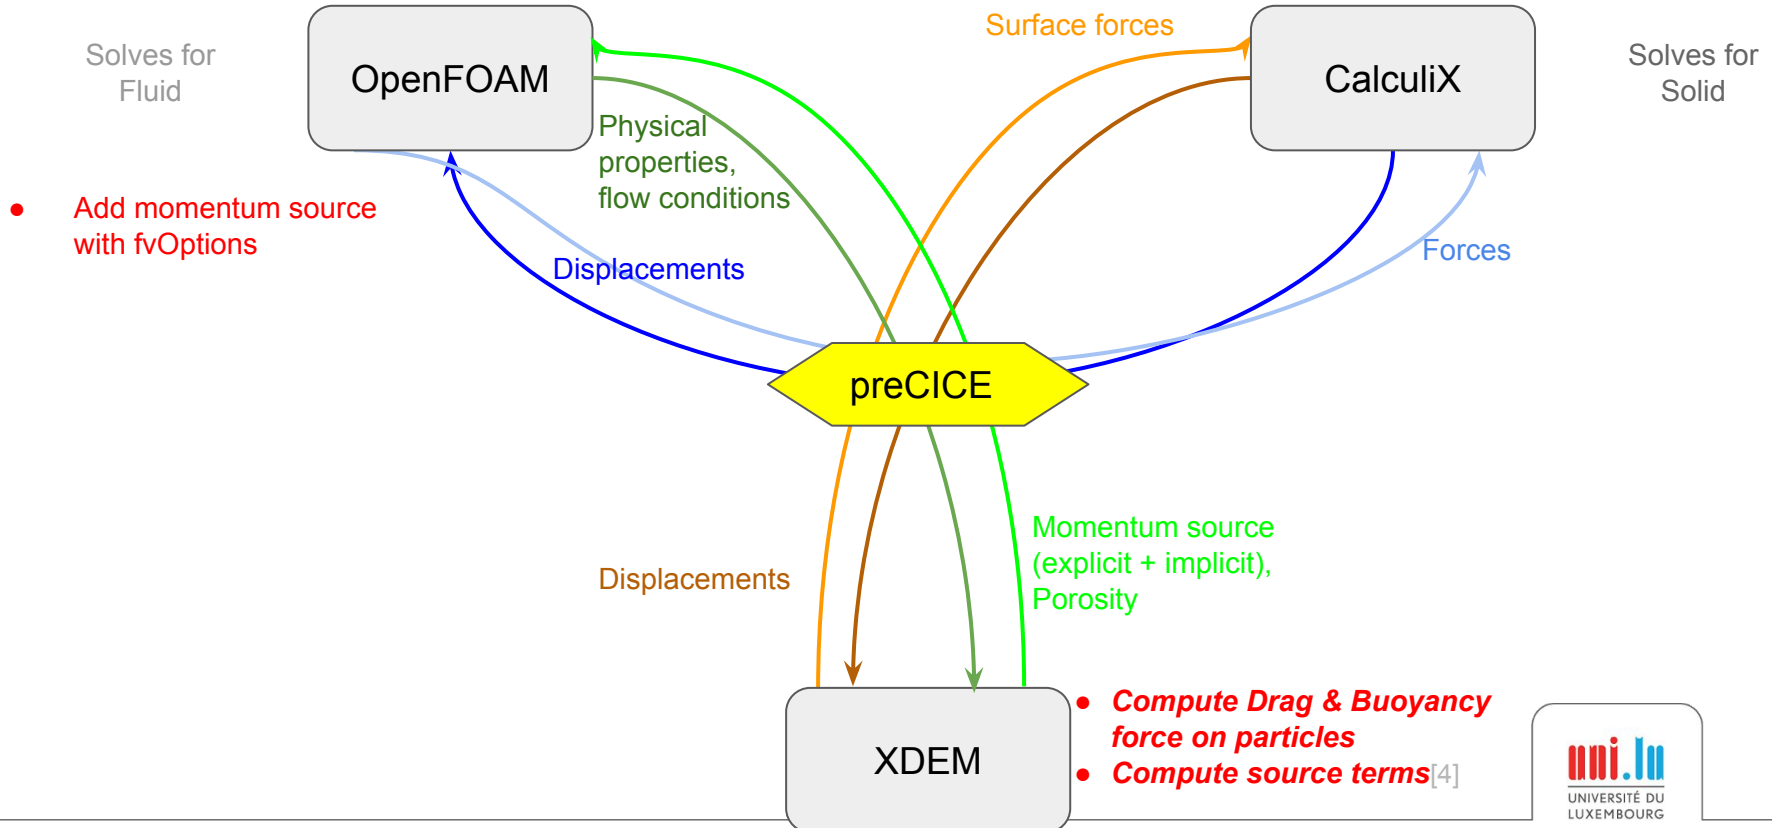 Surface forces
Solves for
Fluid
OpenFOAM
CalculiX
Solves for
Solid
Physical
properties,
flow conditions
● Add momentum source
with fvOptions
Displacements
Forces
preCICE
Displacements
Momentum source
(explicit + implicit),
Porosity
XDEM
● Compute Drag & Buoyancy
force on particles
● Compute source terms[4]
uni.lu
UNIVERSITÉ DU
LUXEMBOURG